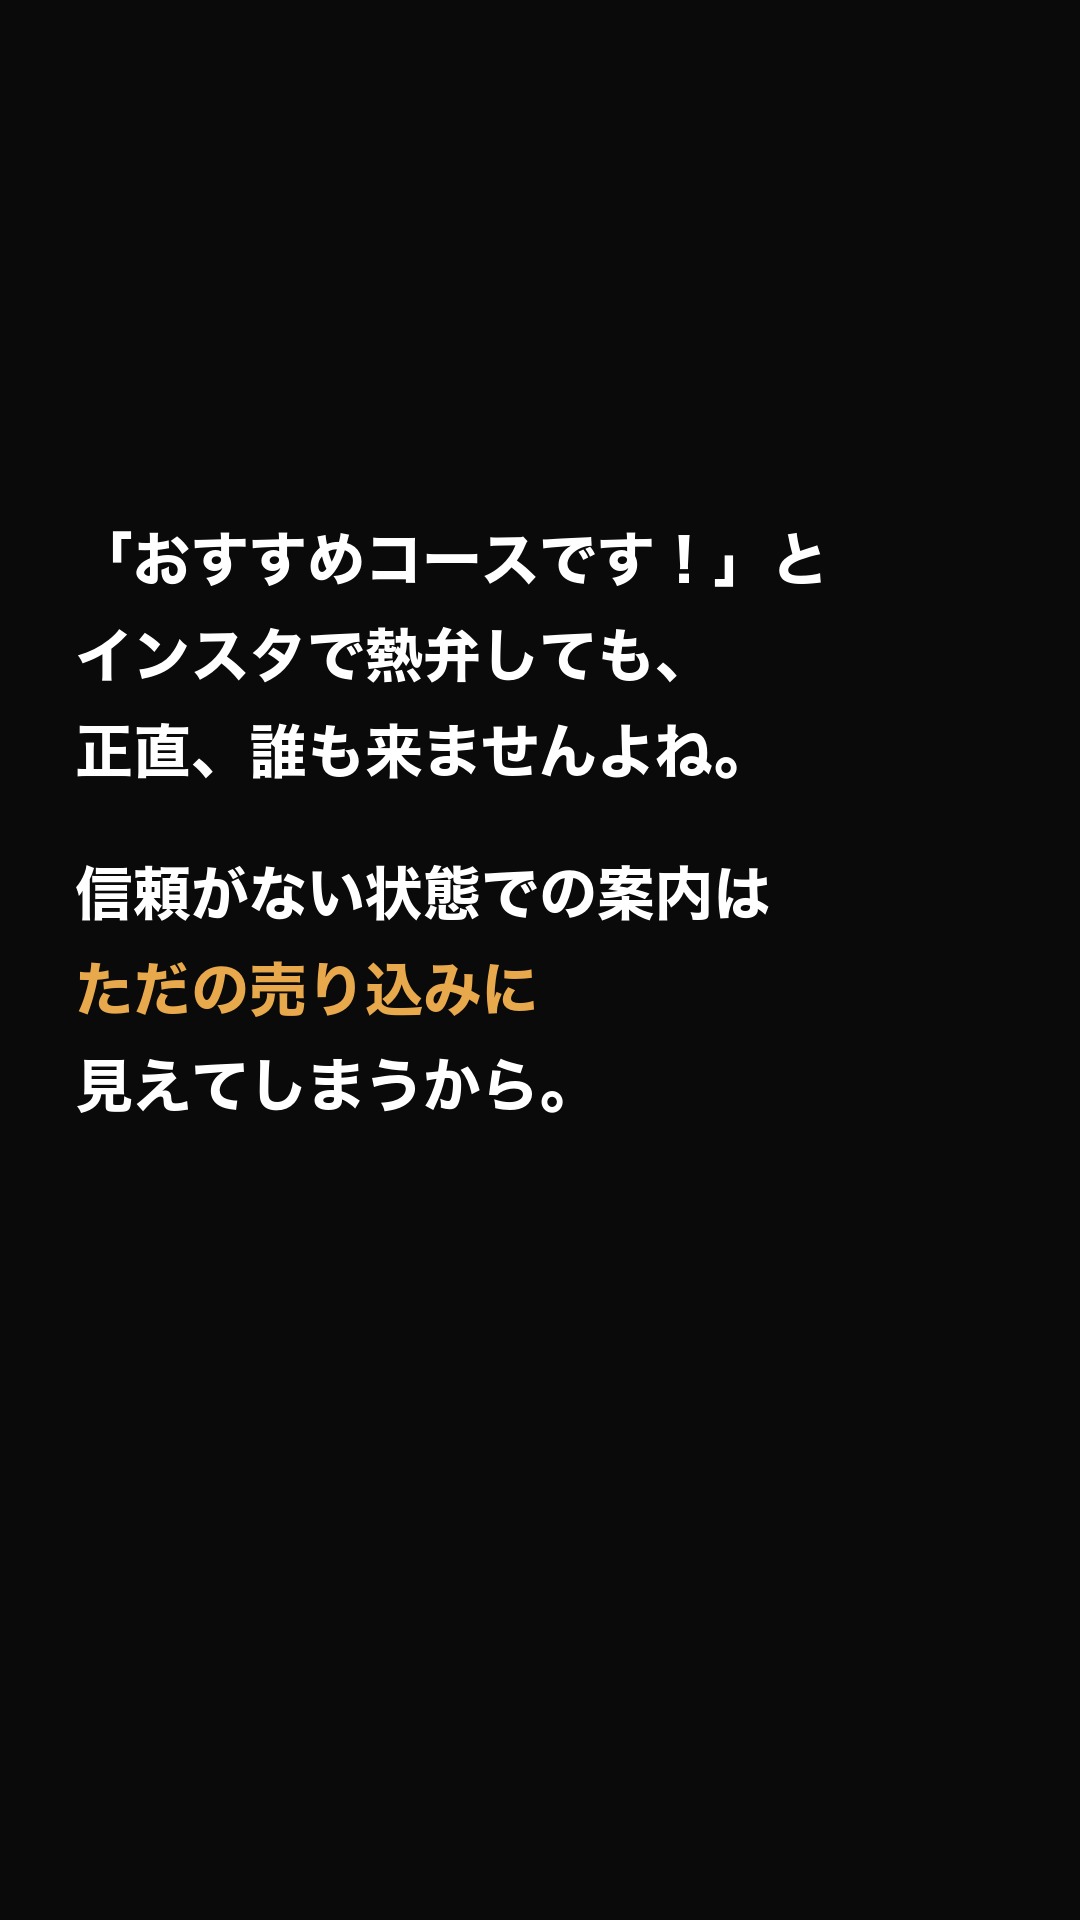 「おすすめコースです！」と
インスタで熱弁しても、
正直、誰も来ませんよね。
信頼がない状態での案内は
ただの売り込みに
見えてしまうから。